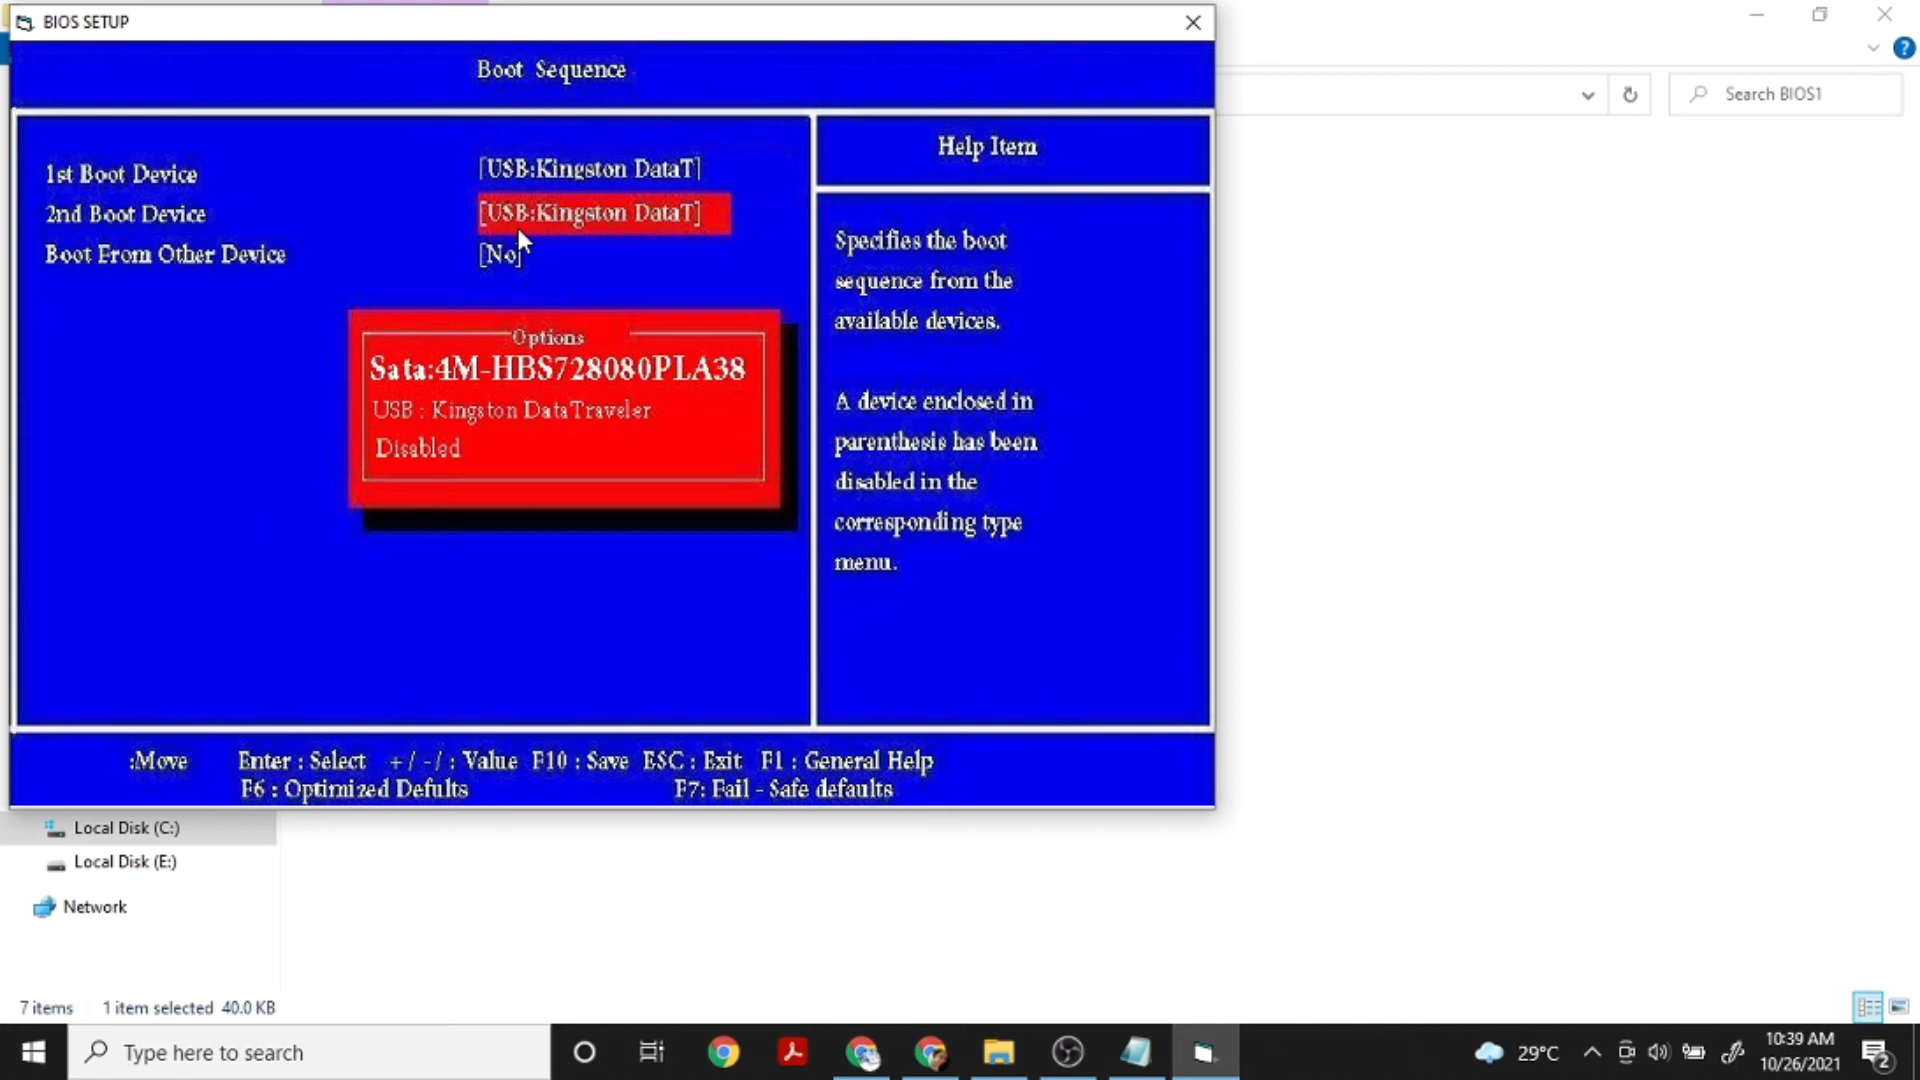 BIOS SETUP
Boot Sequence
1st Boot Device [USB:Kingston DataT]
2nd Boot Device [USB:Kingston DataT]
Boot From Other Device [No]
Options
Sata:4M-HBS728080PLA38
USB : Kingston DataTraveler
Disabled
Help Item
Specifies the boot
sequence from the
available devices.
A device enclosed in
parenthesis has been
disabled in the
corresponding type
menu.
:Move Enter : Select + / - / : Value F10 : Save ESC : Exit F1 : General Help
F6 : Optimized Defults F7: Fail - Safe defaults
Search BIOS1
Local Disk (C:)
Local Disk (E:)
Network
7 items 1 item selected 40.0 KB
Type here to search
29°C
10:39 AM
10/26/2021
2